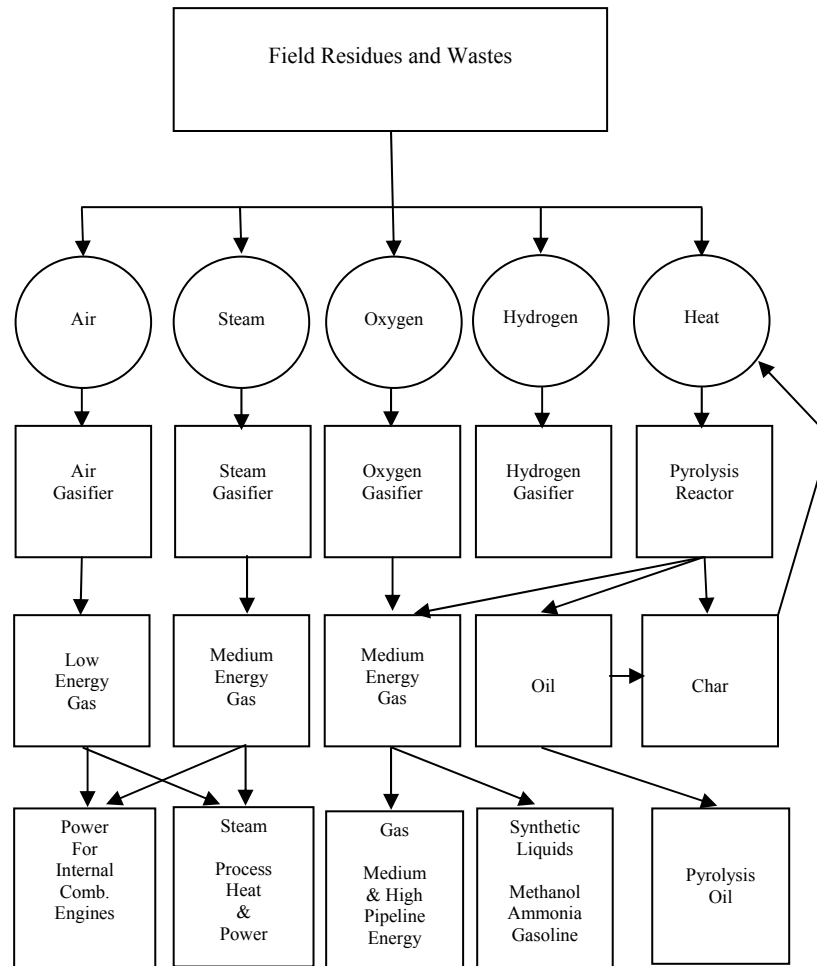 Field Residues and Wastes
Air
Steam
Oxygen
Hydrogen
Heat
Air
Gasifier
Steam
Gasifier
Oxygen
Gasifier
Hydrogen
Gasifier
Pyrolysis
Reactor
Low
Energy
Gas
Medium
Energy
Gas
Medium
Energy
Gas
Oil
Char
Power
For
Internal
Comb.
Engines
Steam
Process
Heat
&
Power
Gas
Medium
& High
Pipeline
Energy
Synthetic
Liquids
Methanol
Ammonia
Gasoline
Pyrolysis
Oil